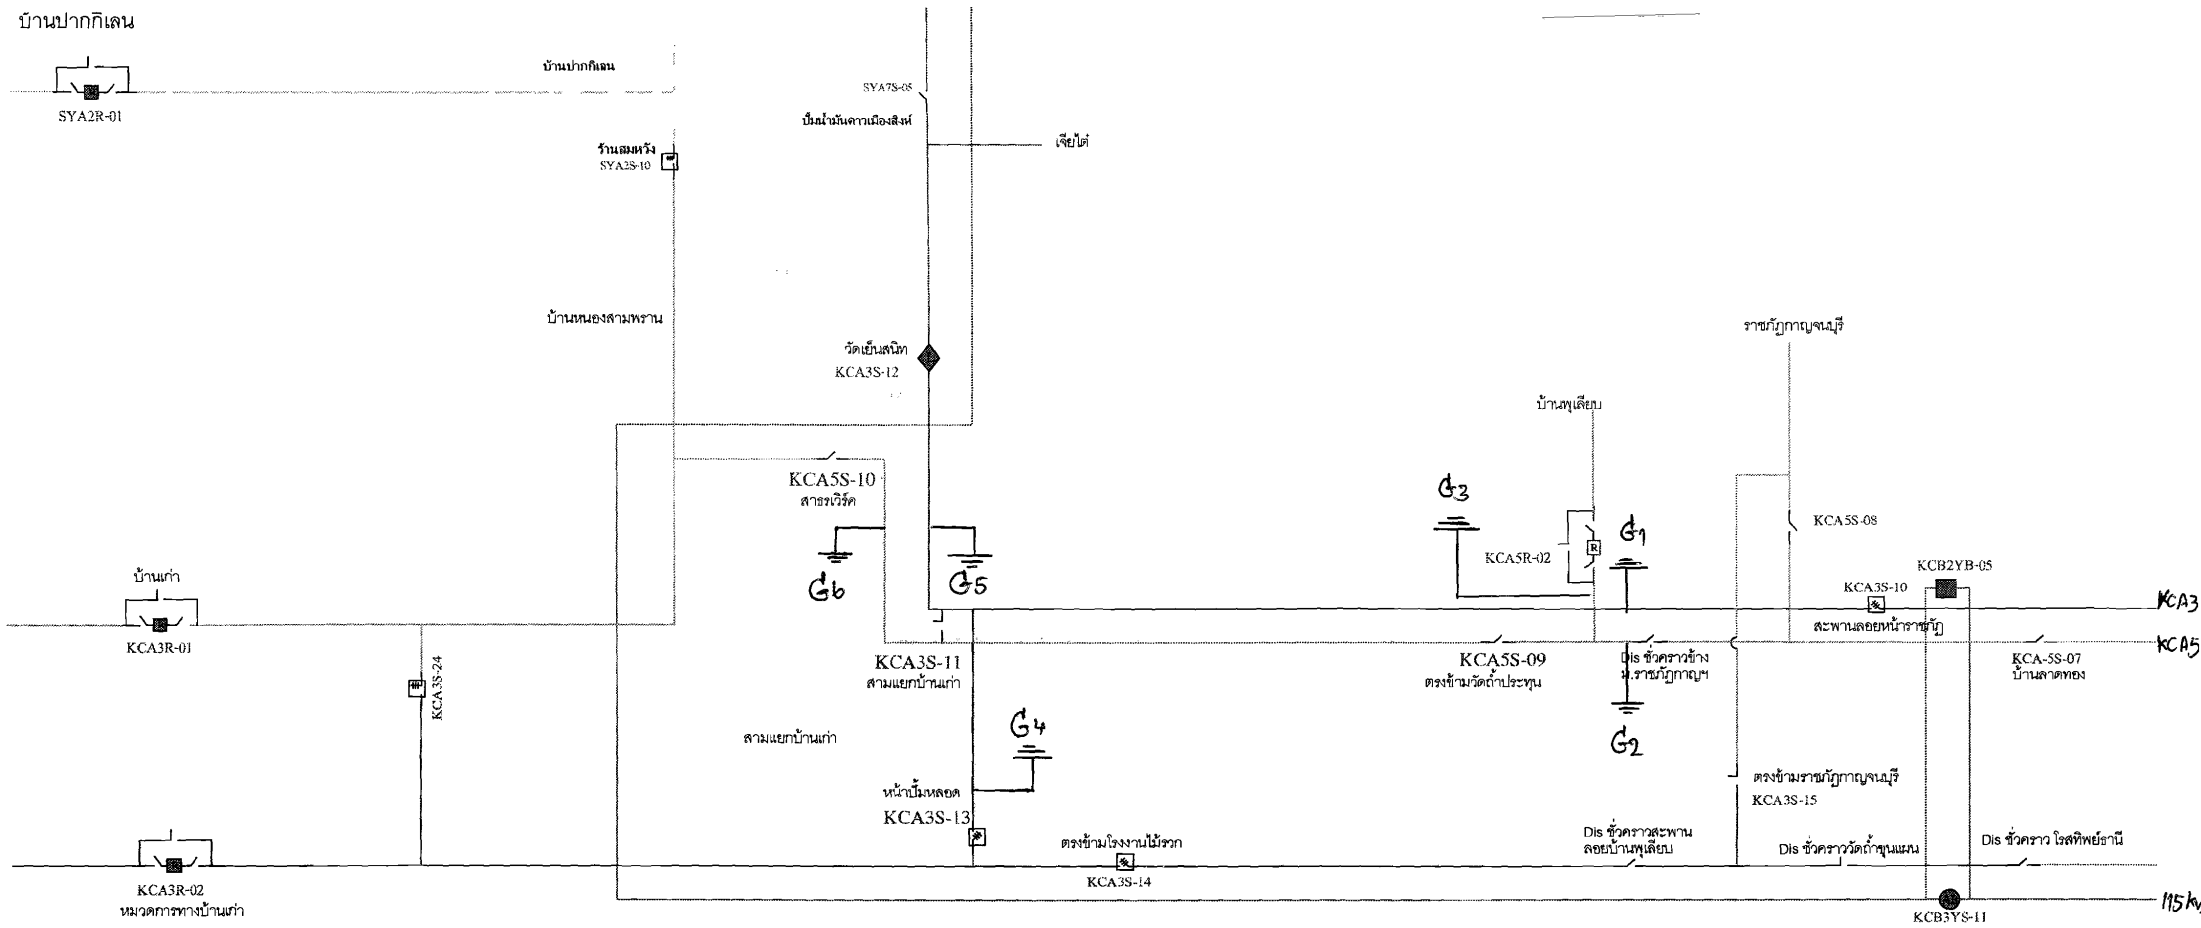 บ้านปากกิเลน
SYA2R-01
บ้านปากกิเลน
ร้านสมหวัง
SYA2S-10
SYA7S-05
ปั๊มน้ำมันดาวเมืองสิงห์
เจียไต๋
บ้านหนองสามพราน
วัดเย็นสนิท
KCA3S-12
ราชภัฏกาญจนบุรี
บ้านพุเลียบ
KCA5S-10
สาธรเวิร์ค
G3
G1
KCA5R-02
R
KCA5S-08
G6
G5
บ้านเก่า
KCA3R-01
KCB2YB-05
KCA3S-10
KCA3
สะพานลอยหน้าราชภัฏ
KCA5
KCA3S-11
สามแยกบ้านเก่า
KCA5S-09
ตรงข้ามวัดถ้ำประทุน
Dis ชั่วคราวข้าง
ม.ราชภัฏกาญฯ
KCA-5S-07
บ้านลาดทอง
KCA3S-24
G4
G2
สามแยกบ้านเก่า
หน้าปั๊มหลอด
KCA3S-13
ตรงข้ามราชภัฏกาญจนบุรี
KCA3S-15
ตรงข้ามโรงงานไม้รวก
KCA3S-14
Dis ชั่วคราวสะพาน
ลอยบ้านพุเลียบ
Dis ชั่วคราววัดถ้ำขุนแผน
Dis ชั่วคราว โรสทิพย์ธานี
KCA3R-02
หมวดการทางบ้านเก่า
115 kv
KCB3YS-11